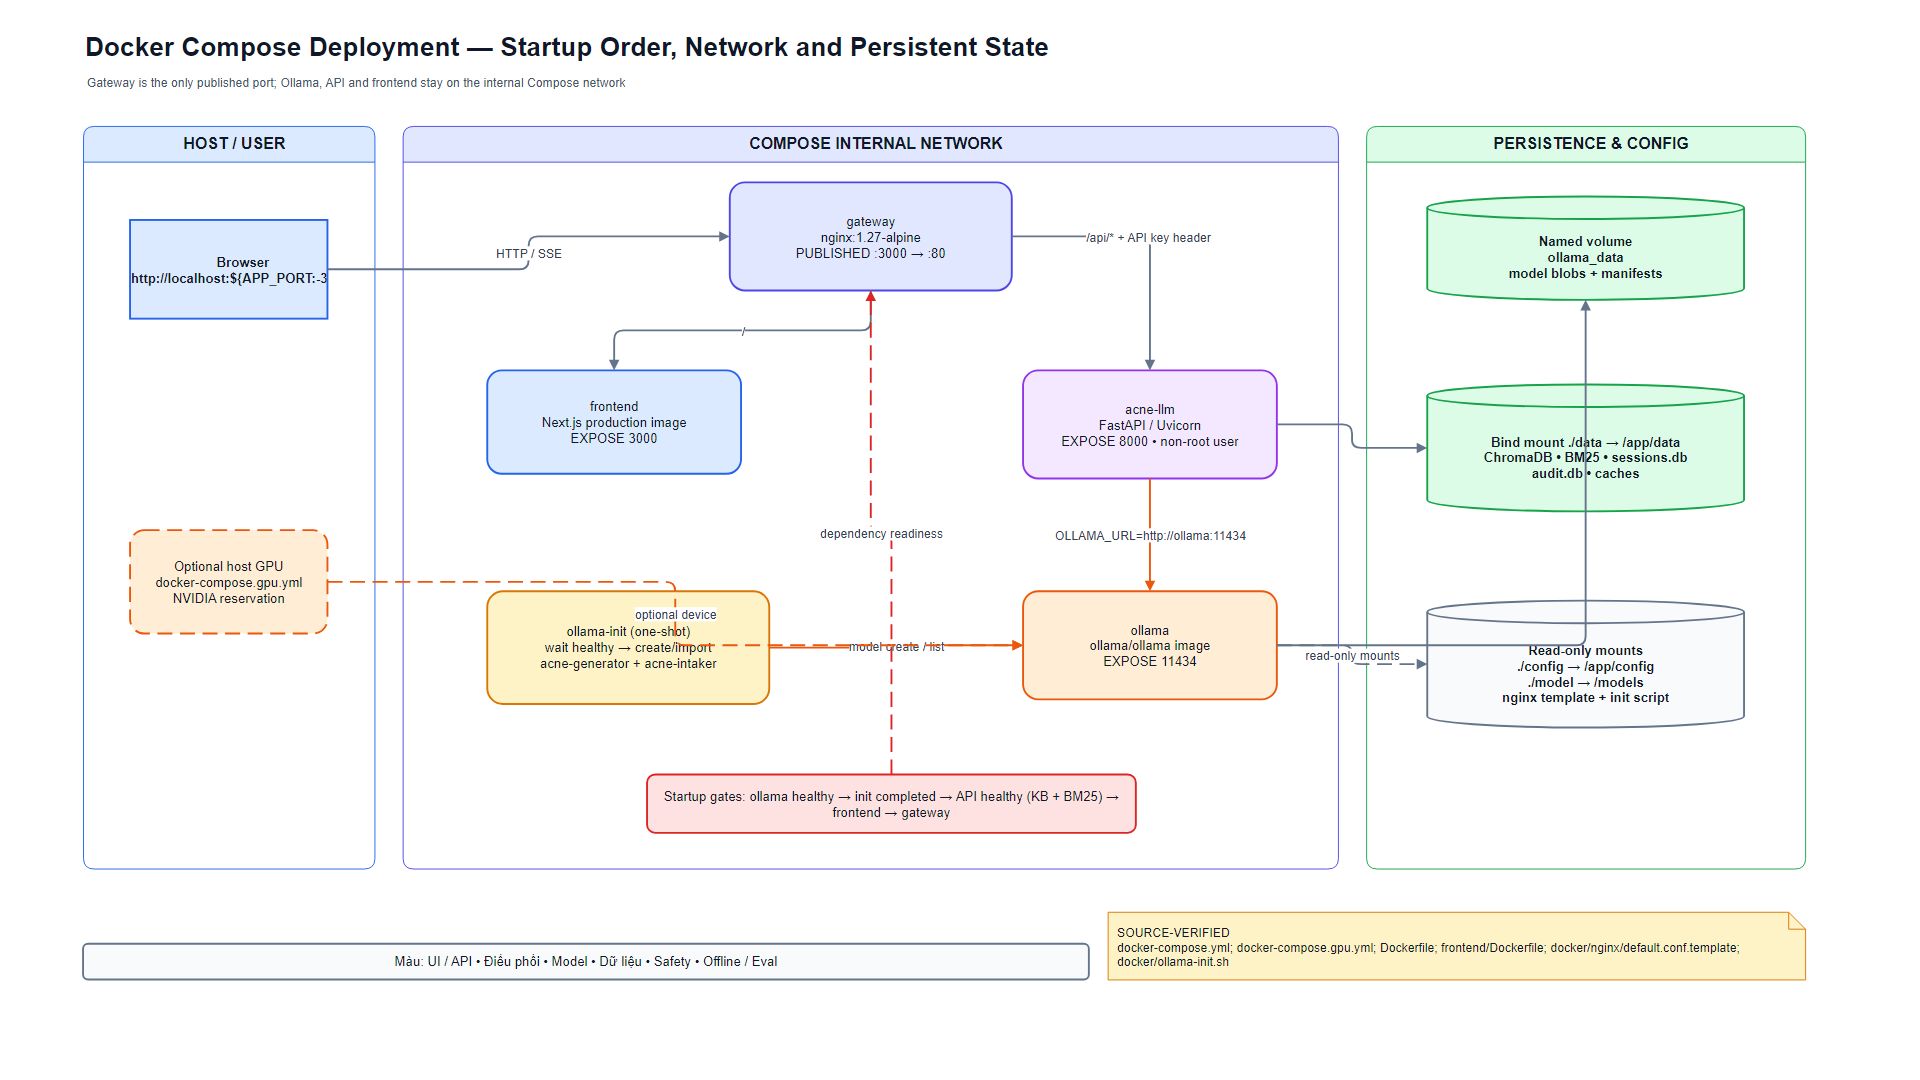 Docker Compose Deployment — Startup Order, Network and Persistent State
Gateway is the only published port; Ollama, API and frontend stay on the internal Compose network
HOST / USER
COMPOSE INTERNAL NETWORK
PERSISTENCE & CONFIG
Browser
http://localhost:${APP_PORT:-3
HTTP / SSE
gateway
nginx:1.27-alpine
PUBLISHED :3000 → :80
/api/* + API key header
Named volume
ollama_data
model blobs + manifests
/
frontend
Next.js production image
EXPOSE 3000
acne-llm
FastAPI / Uvicorn
EXPOSE 8000 • non-root user
Bind mount ./data → /app/data
ChromaDB • BM25 • sessions.db
audit.db • caches
dependency readiness
OLLAMA_URL=http://ollama:11434
Optional host GPU
docker-compose.gpu.yml
NVIDIA reservation
optional device
ollama-init (one-shot)
wait healthy → create/import
acne-generator + acne-intaker
model create / list
ollama
ollama/ollama image
EXPOSE 11434
read-only mounts
Read-only mounts
./config → /app/config
./model → /models
nginx template + init script
Startup gates: ollama healthy → init completed → API healthy (KB + BM25) →
frontend → gateway
Màu: UI / API • Điều phối • Model • Dữ liệu • Safety • Offline / Eval
SOURCE-VERIFIED
docker-compose.yml; docker-compose.gpu.yml; Dockerfile; frontend/Dockerfile; docker/nginx/default.conf.template;
docker/ollama-init.sh